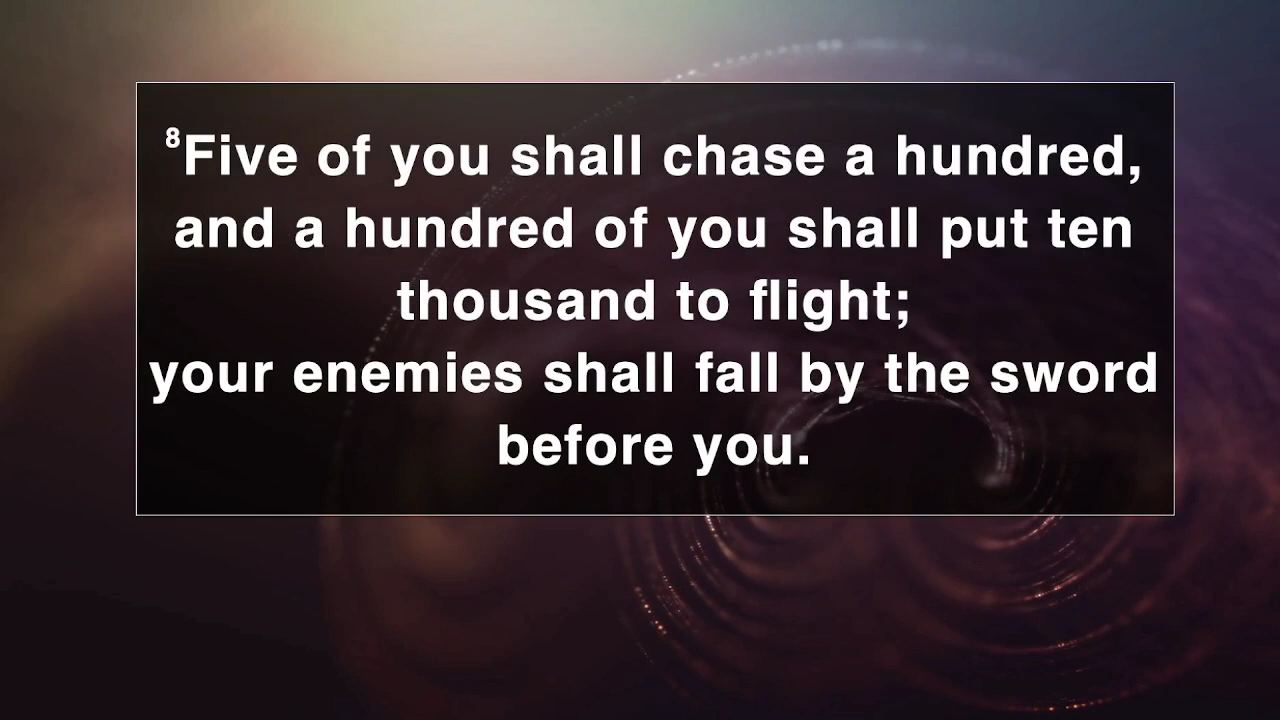 8Five of you shall chase a hundred,
and a hundred of you shall put ten
thousand to flight;
your enemies shall fall by the sword
before you.